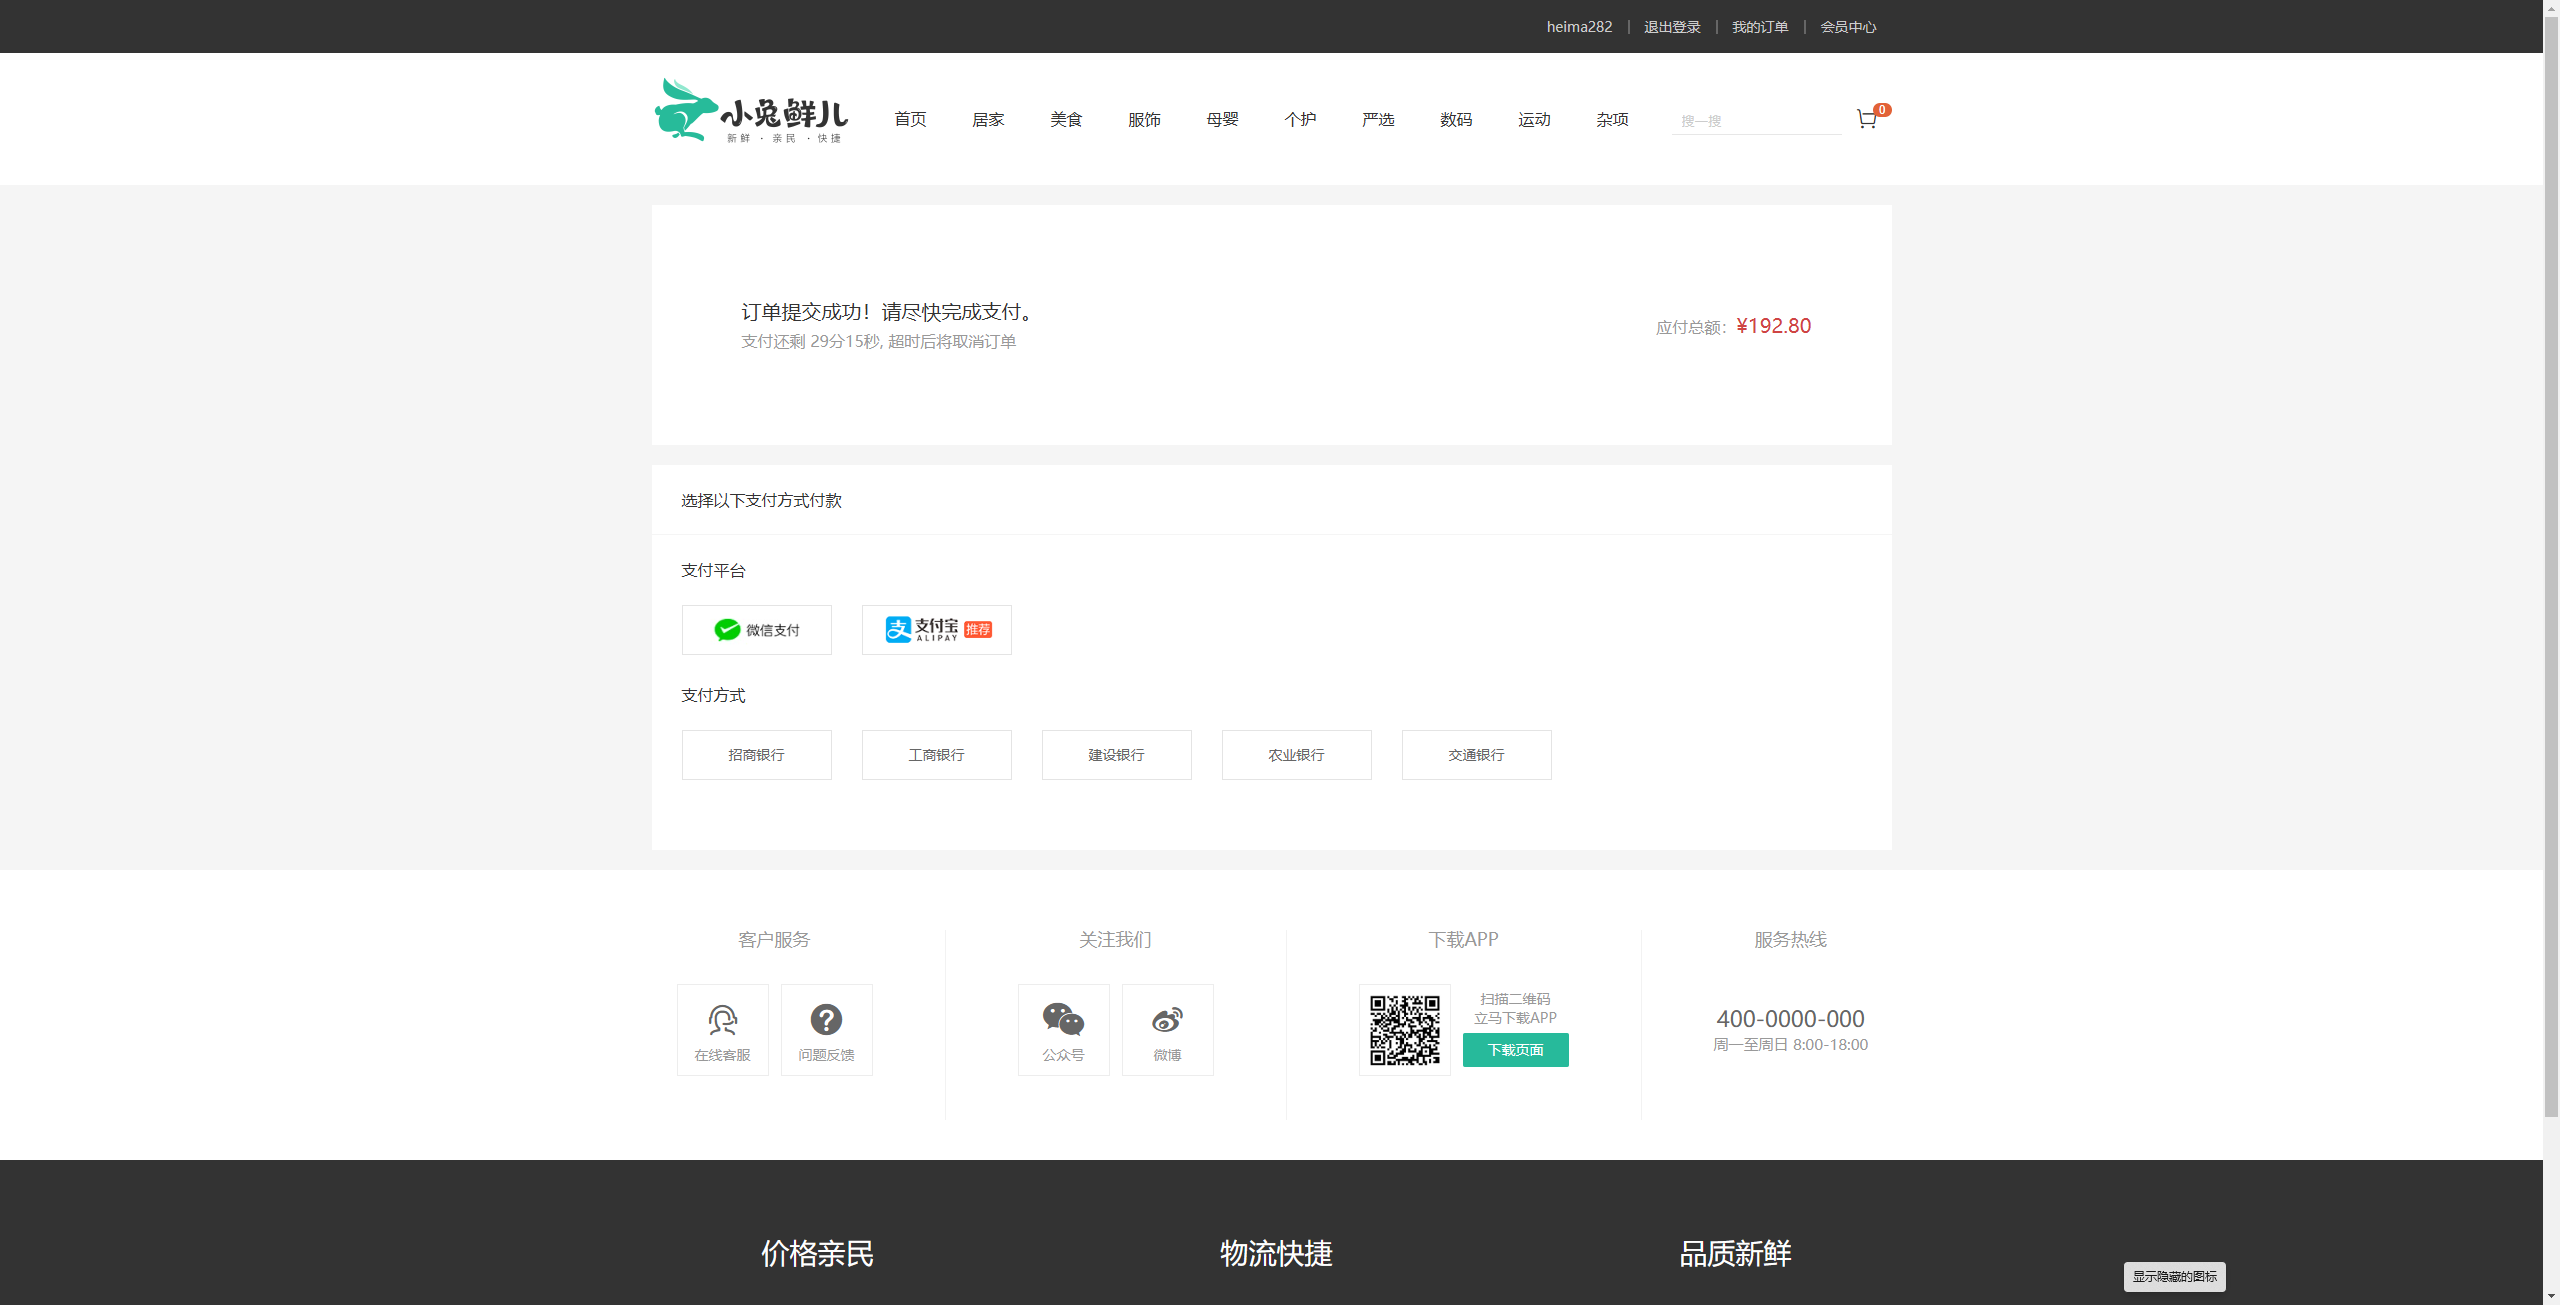 heima282 退出登录 我的订单 会员中心
小兔鲜儿
新鲜 · 亲民 · 快捷
首页 居家 美食 服饰 母婴 个护 严选 数码 运动 杂项 搜一搜 0
订单提交成功！请尽快完成支付。
支付还剩 29分15秒, 超时后将取消订单
应付总额：¥192.80
选择以下支付方式付款
支付平台
微信支付 支付宝 ALIPAY 推荐
支付方式
招商银行 工商银行 建设银行 农业银行 交通银行
客户服务 关注我们 下载APP 服务热线
在线客服 问题反馈 公众号 微博
扫描二维码
立马下载APP
下载页面
400-0000-000
周一至周日 8:00-18:00
价格亲民 物流快捷 品质新鲜
显示隐藏的图标